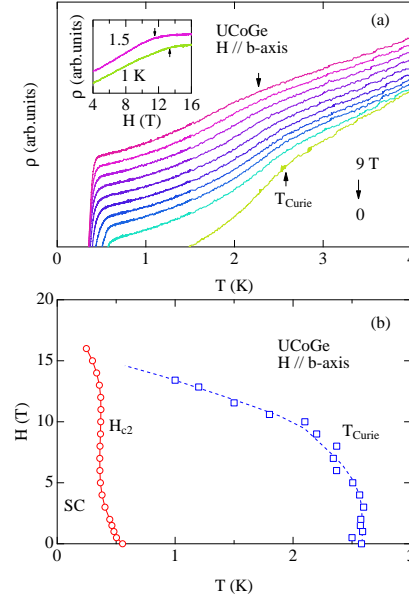 (a)
UCoGe
H // b-axis
1.5
1 K
ρ (arb.units)
4 8 12 16
H (T)
9 T
0
T_Curie
ρ (arb.units)
0 1 2 3 4
T (K)
(b)
UCoGe
H // b-axis
20
15
10
5
0
H (T)
H_c2
T_Curie
SC
0 1 2 3
T (K)